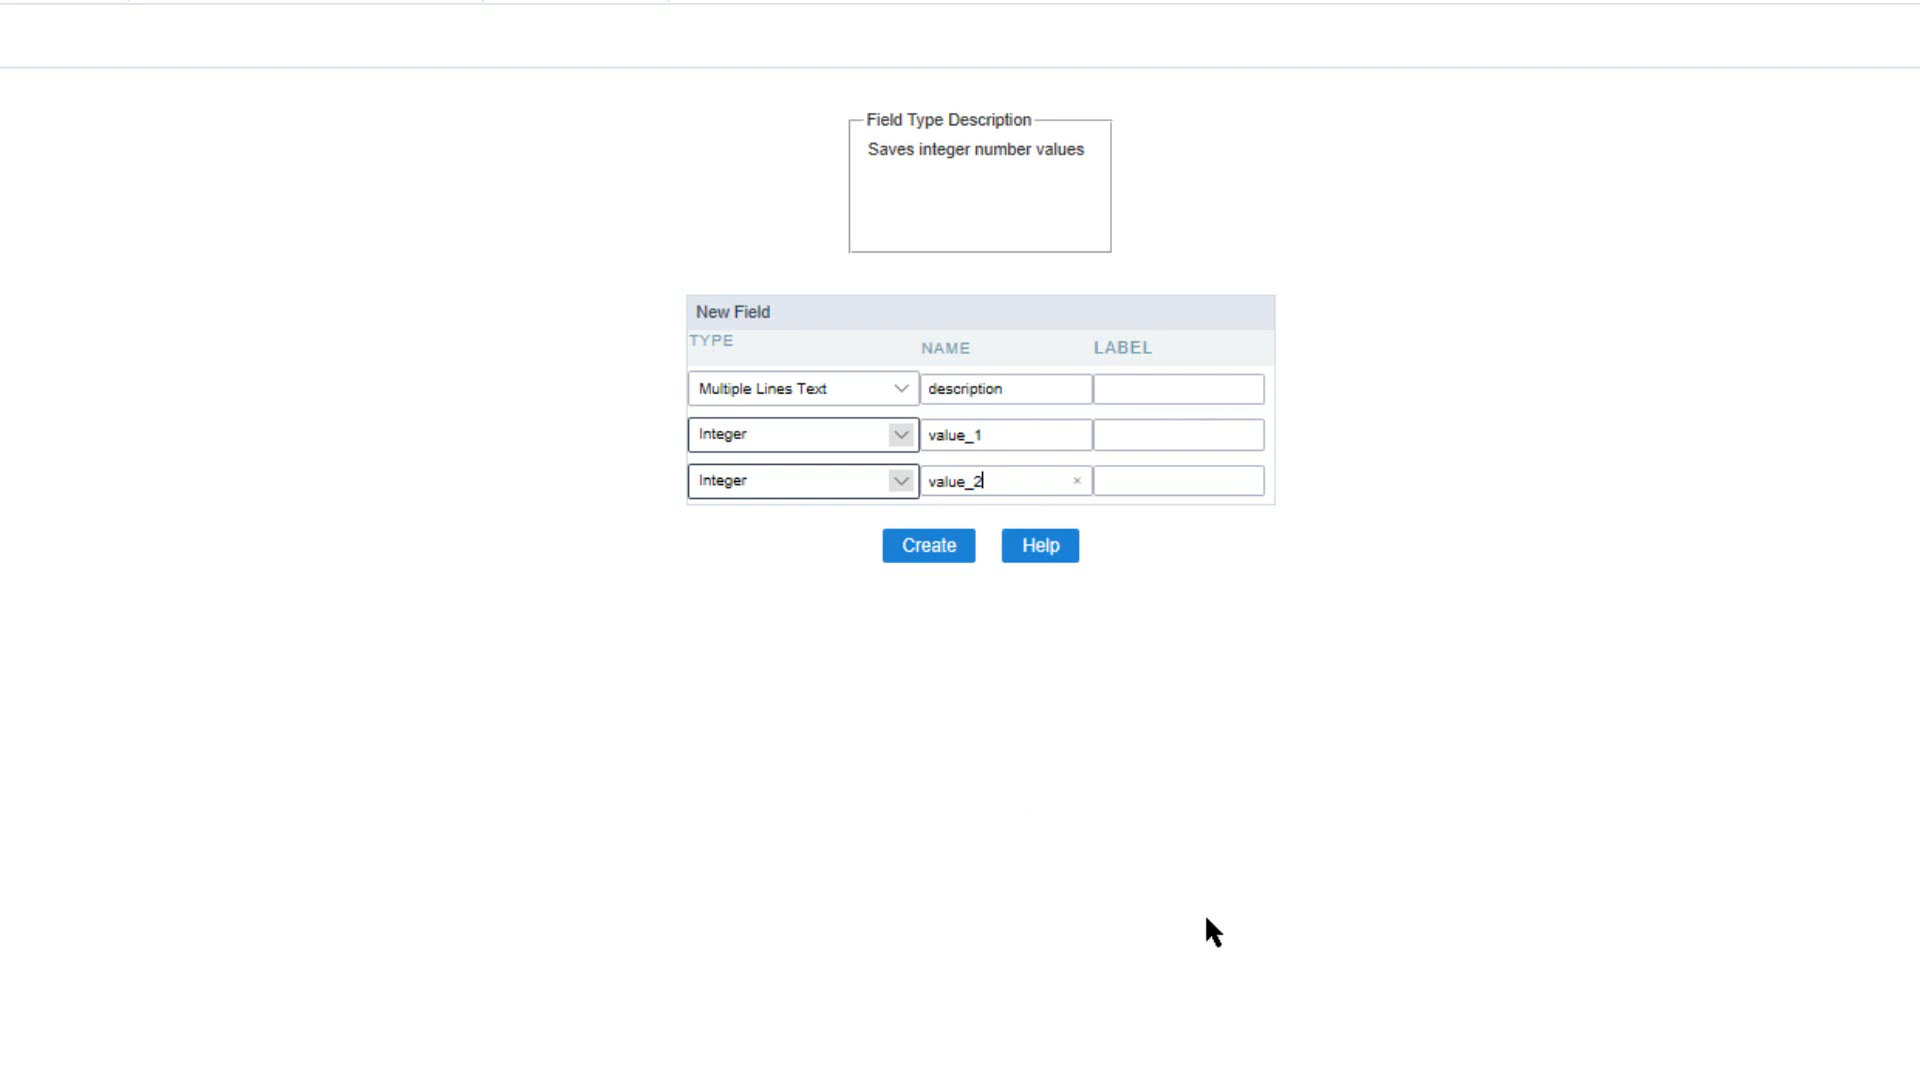 Field Type Description
Saves integer number values
New Field
TYPE NAME LABEL
Multiple Lines Text description
Integer value_1
Integer value_2 ×
Create Help